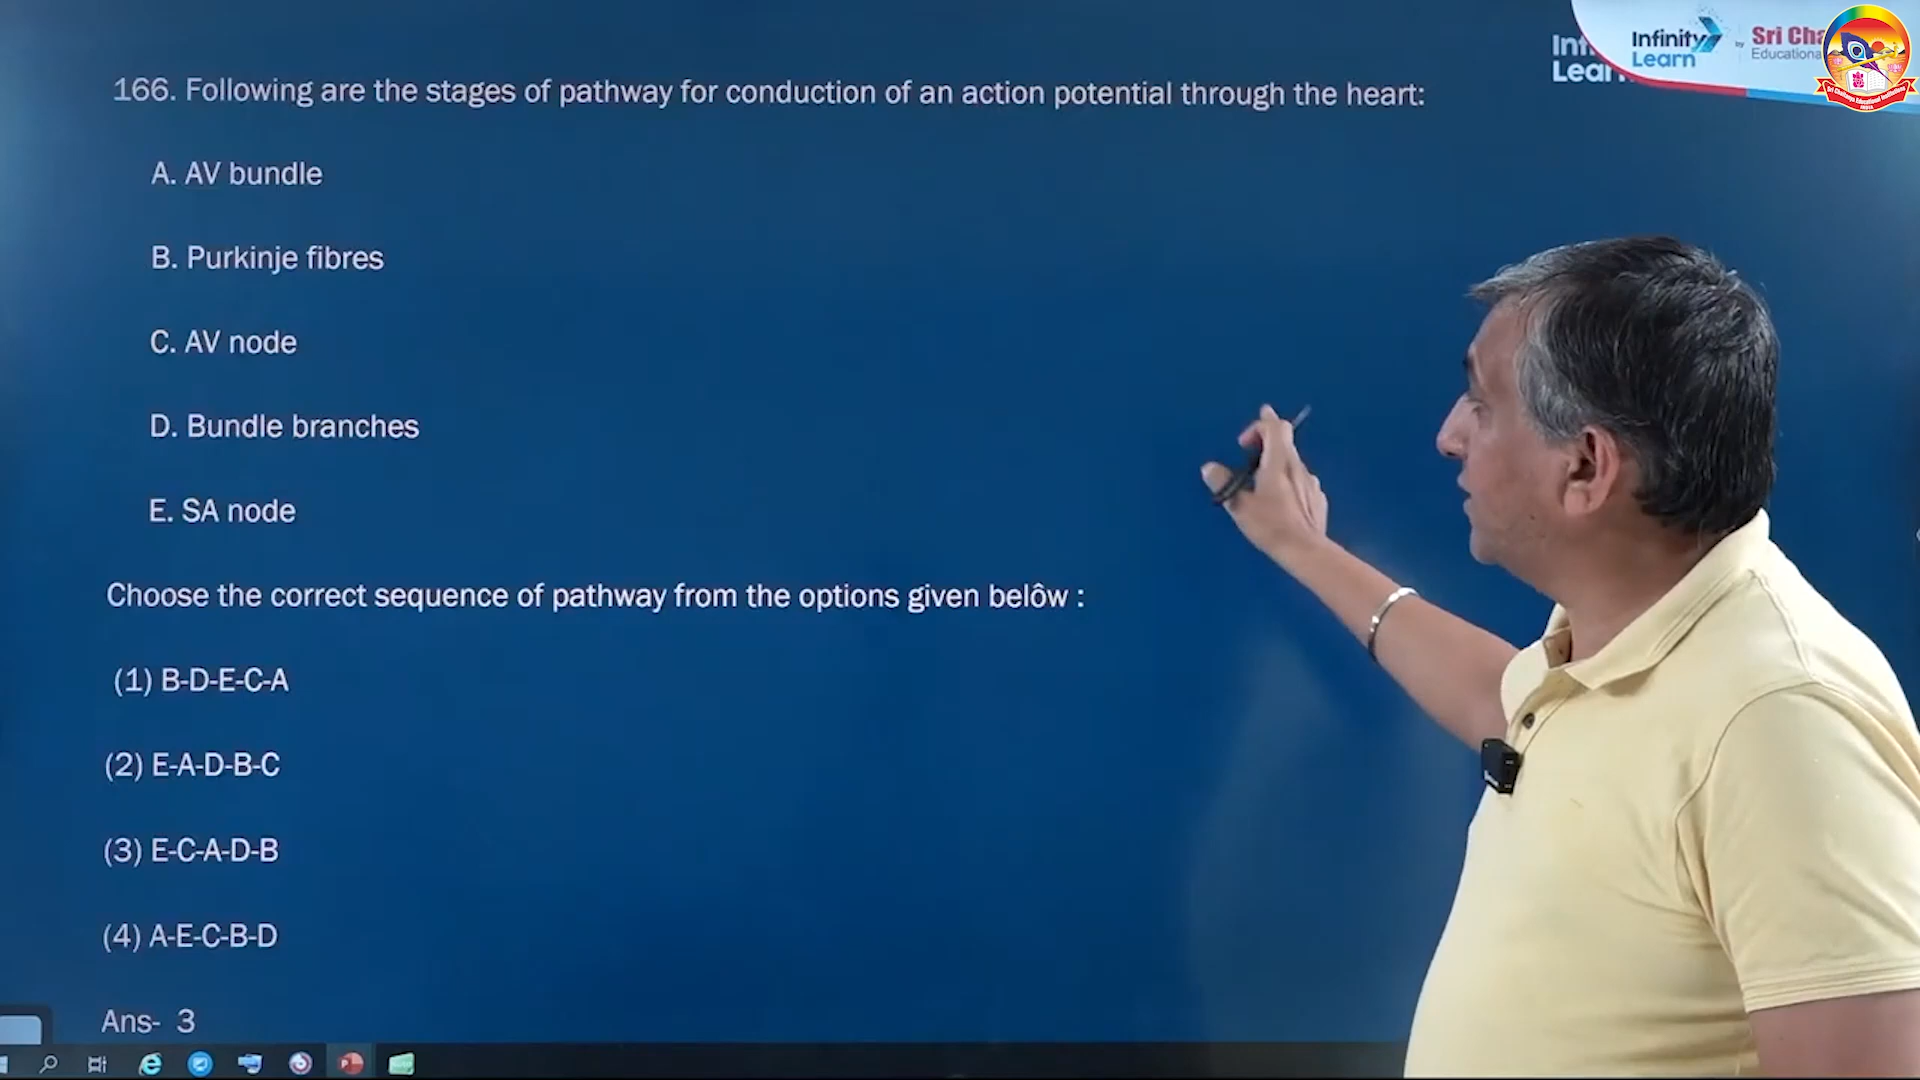 Infinity
Learn
by
Sri Cha
Educationa
166. Following are the stages of pathway for conduction of an action potential through the heart:
A. AV bundle
B. Purkinje fibres
C. AV node
D. Bundle branches
E. SA node
Choose the correct sequence of pathway from the options given belôw :
(1) B-D-E-C-A
(2) E-A-D-B-C
(3) E-C-A-D-B
(4) A-E-C-B-D
Ans- 3